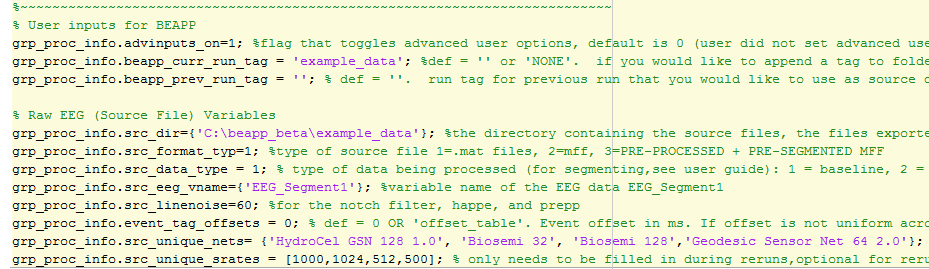 %~~~~~~~~~~~~~~~~~~~~~~~~~~~~~~~~~~~~~~~~~~~~~~~~~~~~~~~~~~~~~~~~~~~~~~~~~~
% User inputs for BEAPP
grp_proc_info.advinputs_on=1; %flag that toggles advanced user options, default is 0 (user did not set advanced use
grp_proc_info.beapp_curr_run_tag = 'example_data'; %def = '' or 'NONE'.  if you would like to append a tag to folde
grp_proc_info.beapp_prev_run_tag = ''; % def = ''.  run tag for previous run that you would like to use as source d
% Raw EEG (Source File) Variables
grp_proc_info.src_dir={'C:\beapp_beta\example_data'}; %the directory containing the source files, the files exporte
grp_proc_info.src_format_typ=1; %type of source file 1=.mat files, 2=mff, 3=PRE-PROCESSED + PRE-SEGMENTED MFF
grp_proc_info.src_data_type = 1; % type of data being processed (for segmenting,see user guide): 1 = baseline, 2 =
grp_proc_info.src_eeg_vname={'EEG_Segment1'}; %variable name of the EEG data EEG_Segment1
grp_proc_info.src_linenoise=60; %for the notch filter, happe, and prepp
grp_proc_info.event_tag_offsets = 0; % def = 0 OR 'offset_table'. Event offset in ms. If offset is not uniform acro
grp_proc_info.src_unique_nets= {'HydroCel GSN 128 1.0', 'Biosemi 32', 'Biosemi 128','Geodesic Sensor Net 64 2.0'};
grp_proc_info.src_unique_srates = [1000,1024,512,500]; % only needs to be filled in during reruns,optional for reru